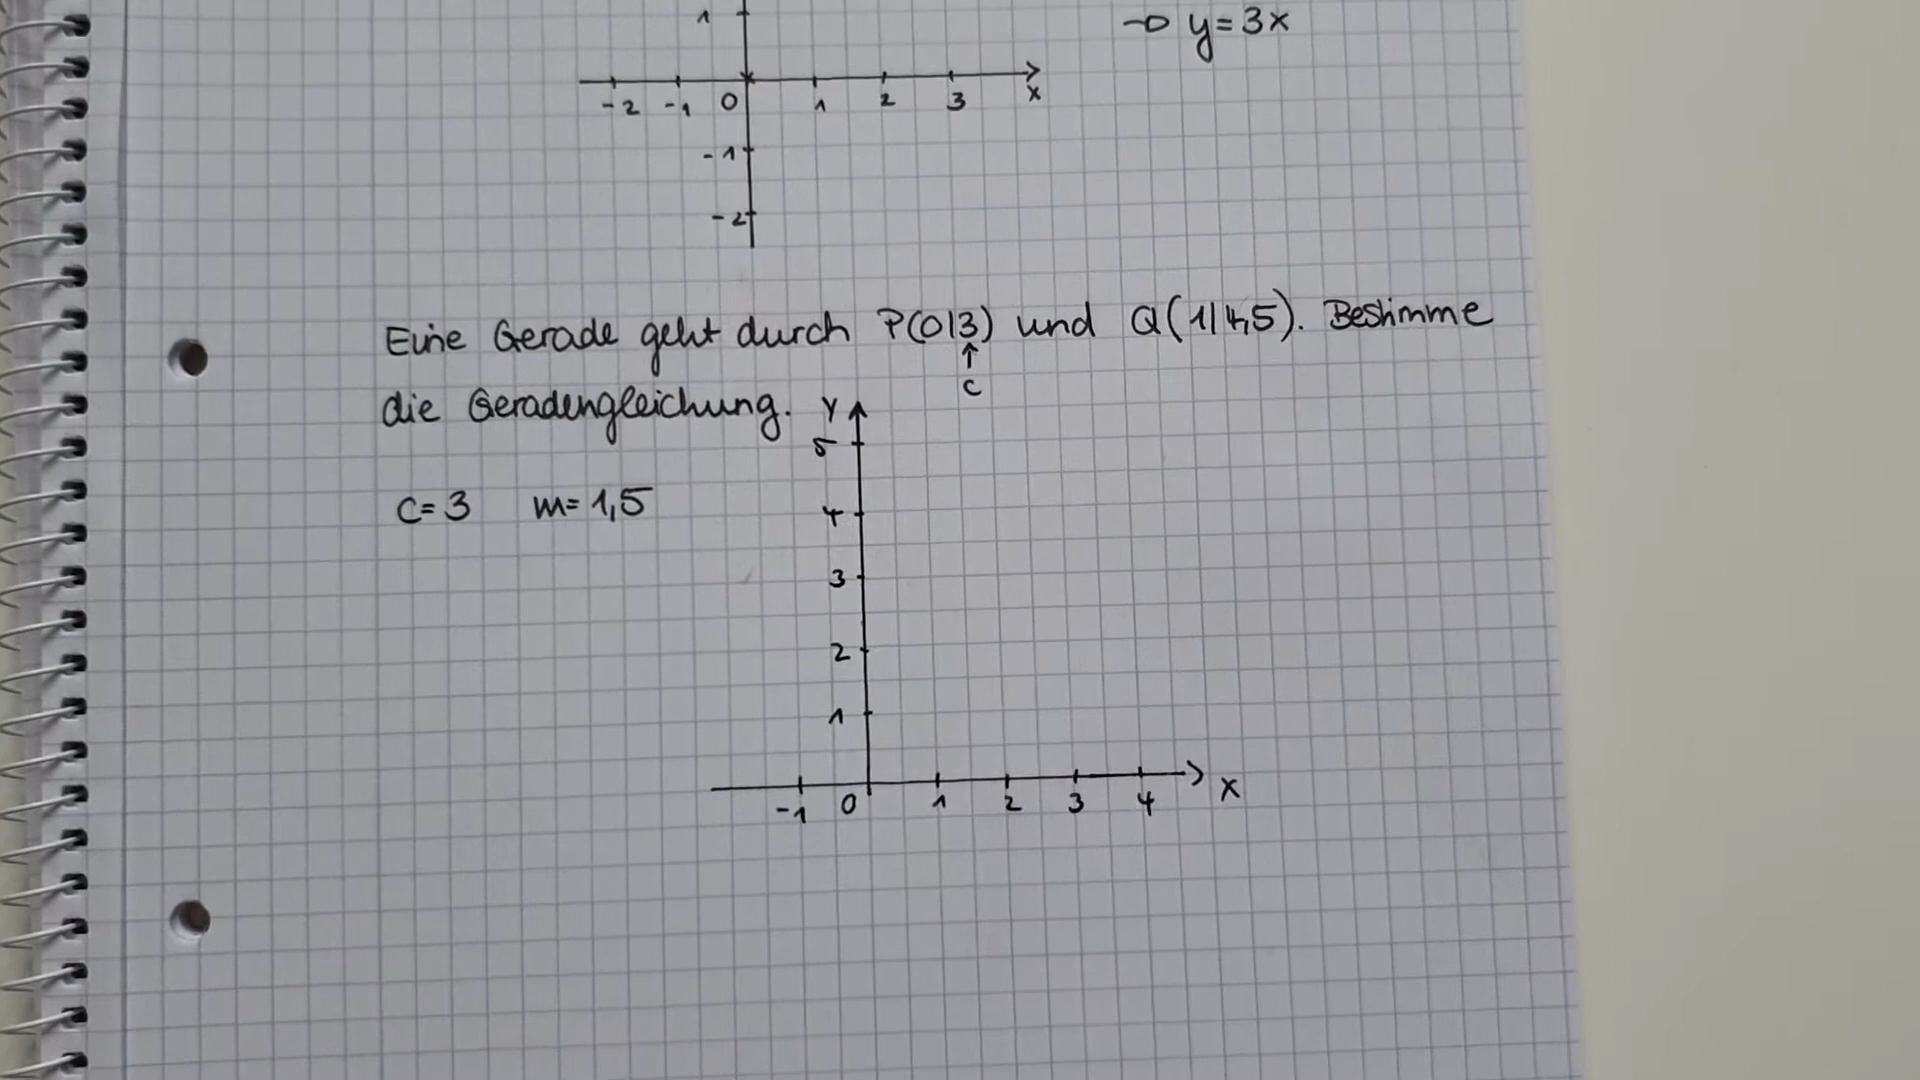 1
→ y = 3x
-2 -1 0 1 2 3 x
-1
-2
Eine Gerade geht durch P(0|3) und Q(1|4,5). Bestimme
↑
c
die Geradengleichung.
y
5
c = 3 m = 1,5
4
3
2
1
-1 0 1 2 3 4 x